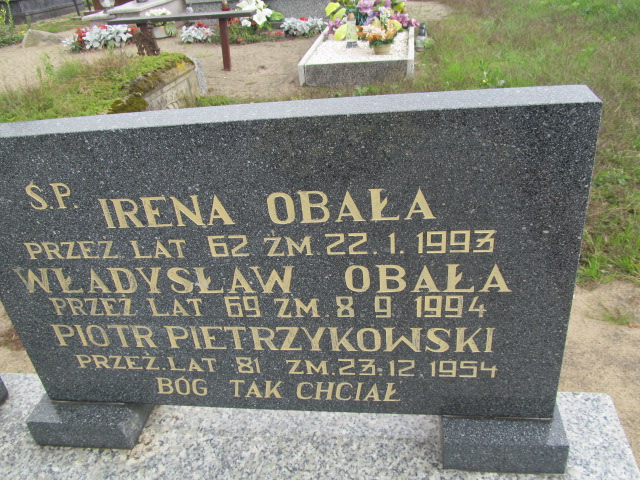 Ś.P. IRENA OBAŁA
PRZEŻ. LAT 62 ZM. 22.1.1993
WŁADYSŁAW OBAŁA
PRZEŻ. LAT 69 ZM. 8 9 1994
PIOTR PIETRZYKOWSKI
PRZEŻ. LAT 81 ZM. 23.12.1954
BÓG TAK CHCIAŁ